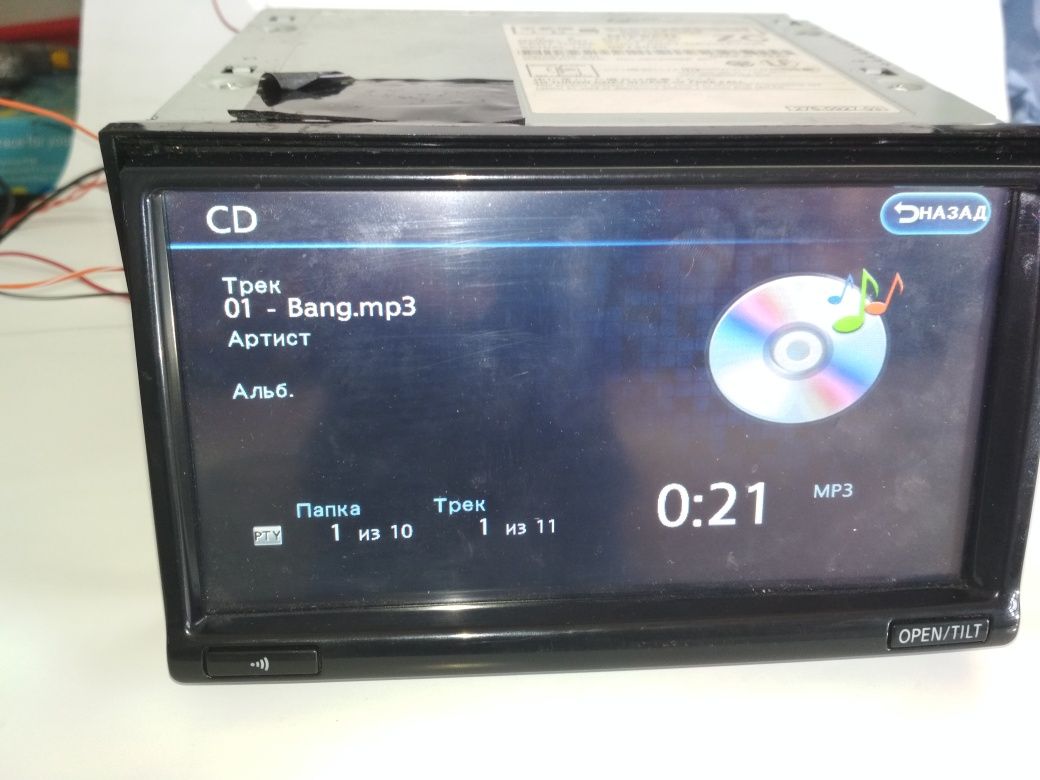 CD
НАЗАД
Трек
01 - Bang.mp3
Артист
Альб.
Папка Трек
1 из 10 1 из 11
PTY
0:21 MP3
OPEN/TILT